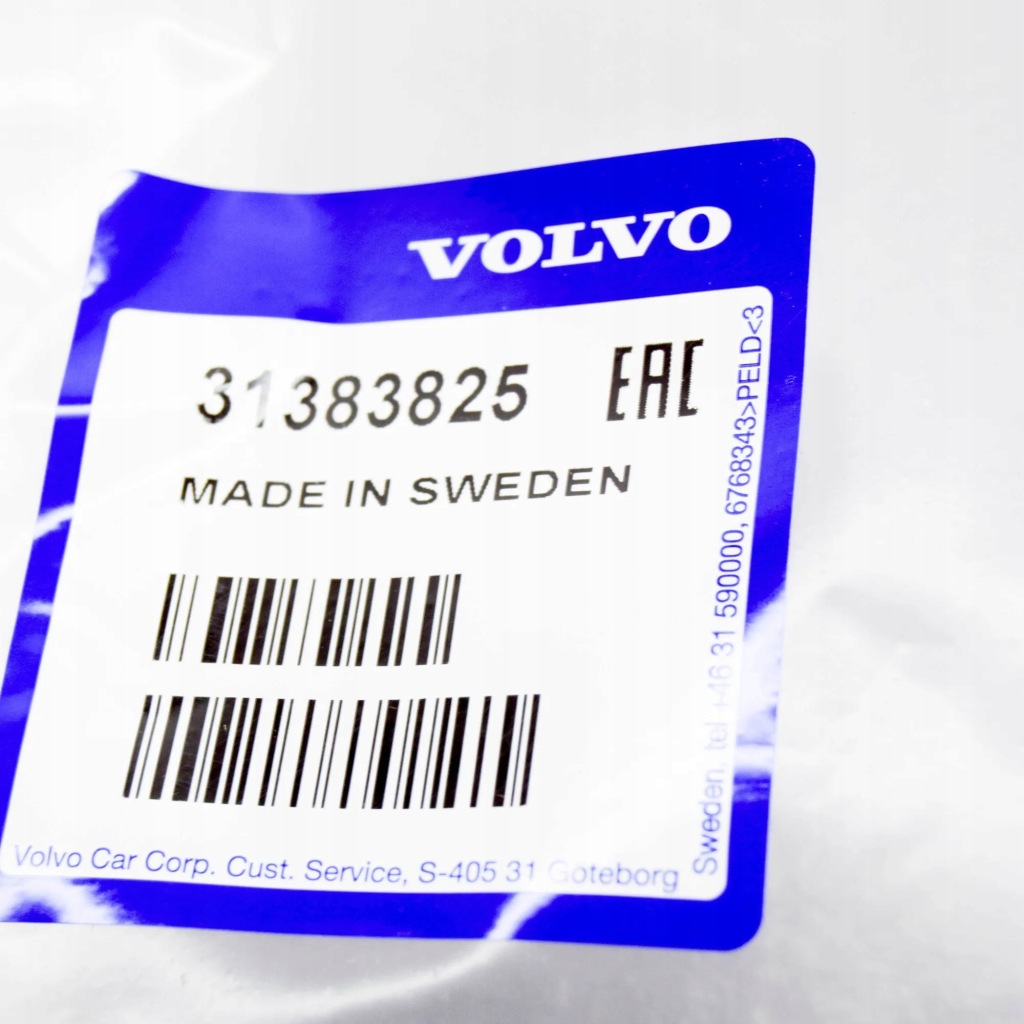 VOLVO
31383825 EAC
MADE IN SWEDEN
Volvo Car Corp. Cust. Service, S-405 31 Göteborg
Sweden. tel +46 31 590000, 6768343>PELD<3